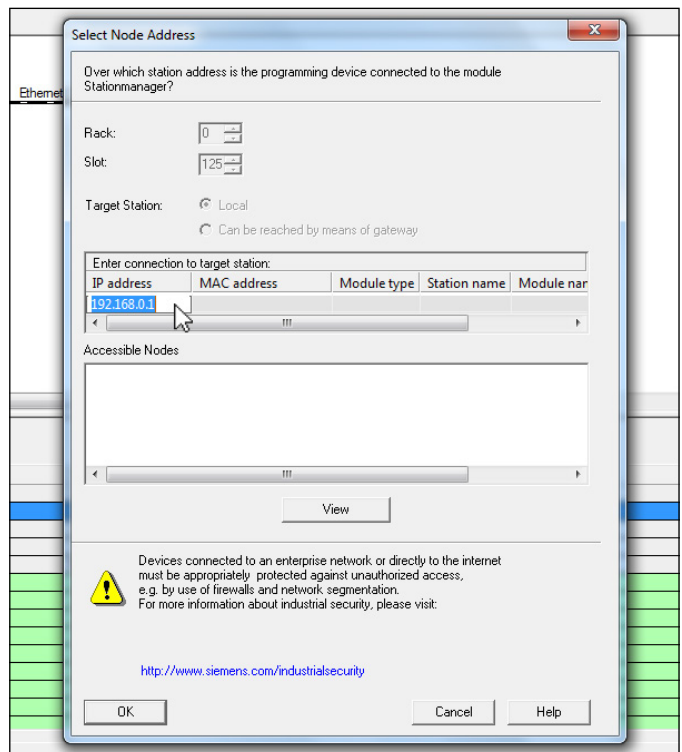 Select Node Address
x
Over which station address is the programming device connected to the module
Stationmanager?
Ethernet
Rack:
0
Slot:
125
Target Station:
Local
Can be reached by means of gateway
Enter connection to target station:
IP address MAC address Module type Station name Module nar
192.168.0.1
Accessible Nodes
View
Devices connected to an enterprise network or directly to the internet
must be appropriately protected against unauthorized access,
e.g. by use of firewalls and network segmentation.
For more information about industrial security, please visit:
http://www.siemens.com/industrialsecurity
OK Cancel Help